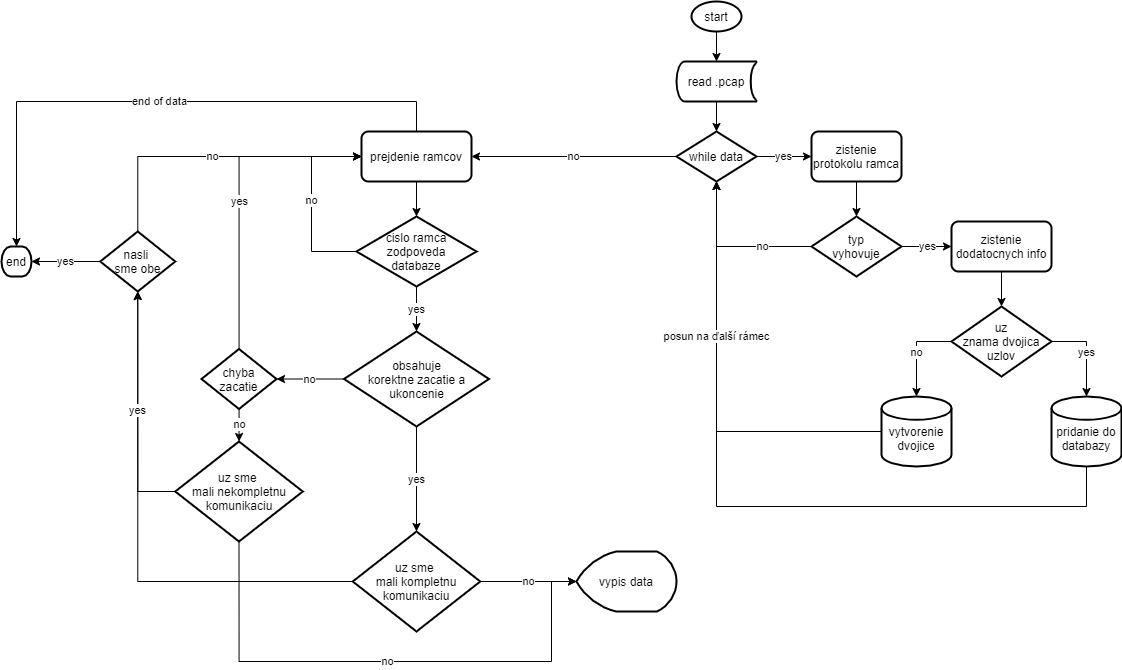 start
read .pcap
end of data
no
prejdenie ramcov
no
while data
yes
zistenie
protokolu ramca
yes
no
cislo ramca
zodpoveda
databaze
no
typ
vyhovuje
yes
zistenie
dodatocnych info
end
yes
nasli
sme obe
yes
posun na ďalší rámec
uz
znama dvojica
uzlov
no
yes
chyba
zacatie
no
obsahuje
korektne zacatie a
ukoncenie
yes
no
vytvorenie
dvojice
pridanie do
databazy
yes
uz sme
mali nekompletnu
komunikaciu
uz sme
mali kompletnu
komunikaciu
no
vypis data
no